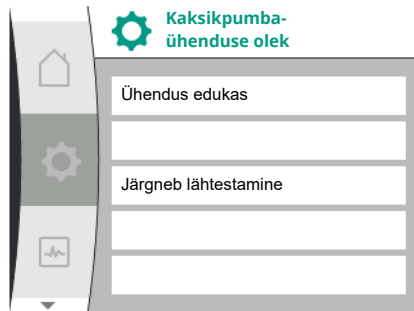 Kaksikpumba-
ühenduse olek
Ühendus edukas
Järgneb lähtestamine